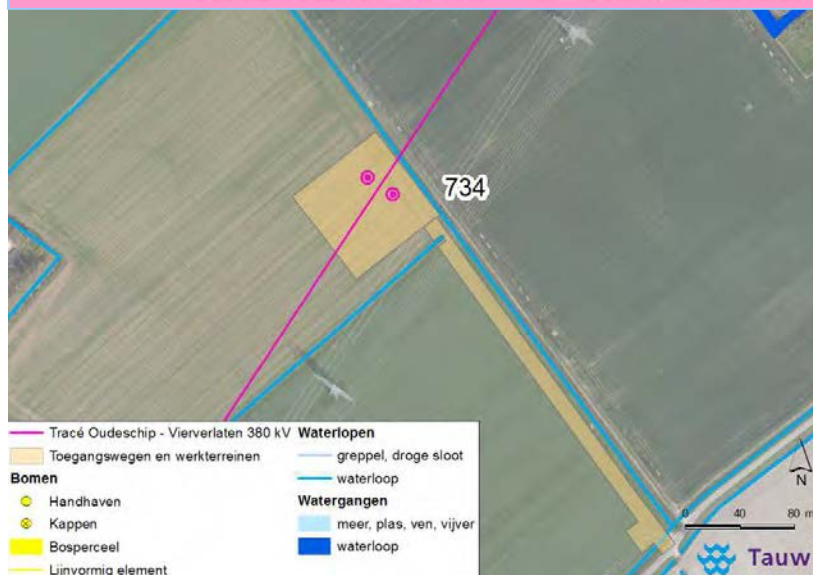 734
Tracé Oudeschip - Vierverlaten 380 kV
Toegangswegen en werkterreinen
Bomen
Handhaven
Kappen
Bosperceel
Lijnvormig element
Waterlopen
greppel, droge sloot
waterloop
Watergangen
meer, plas, ven, vijver
waterloop
N
0 40 80 m
Tauw